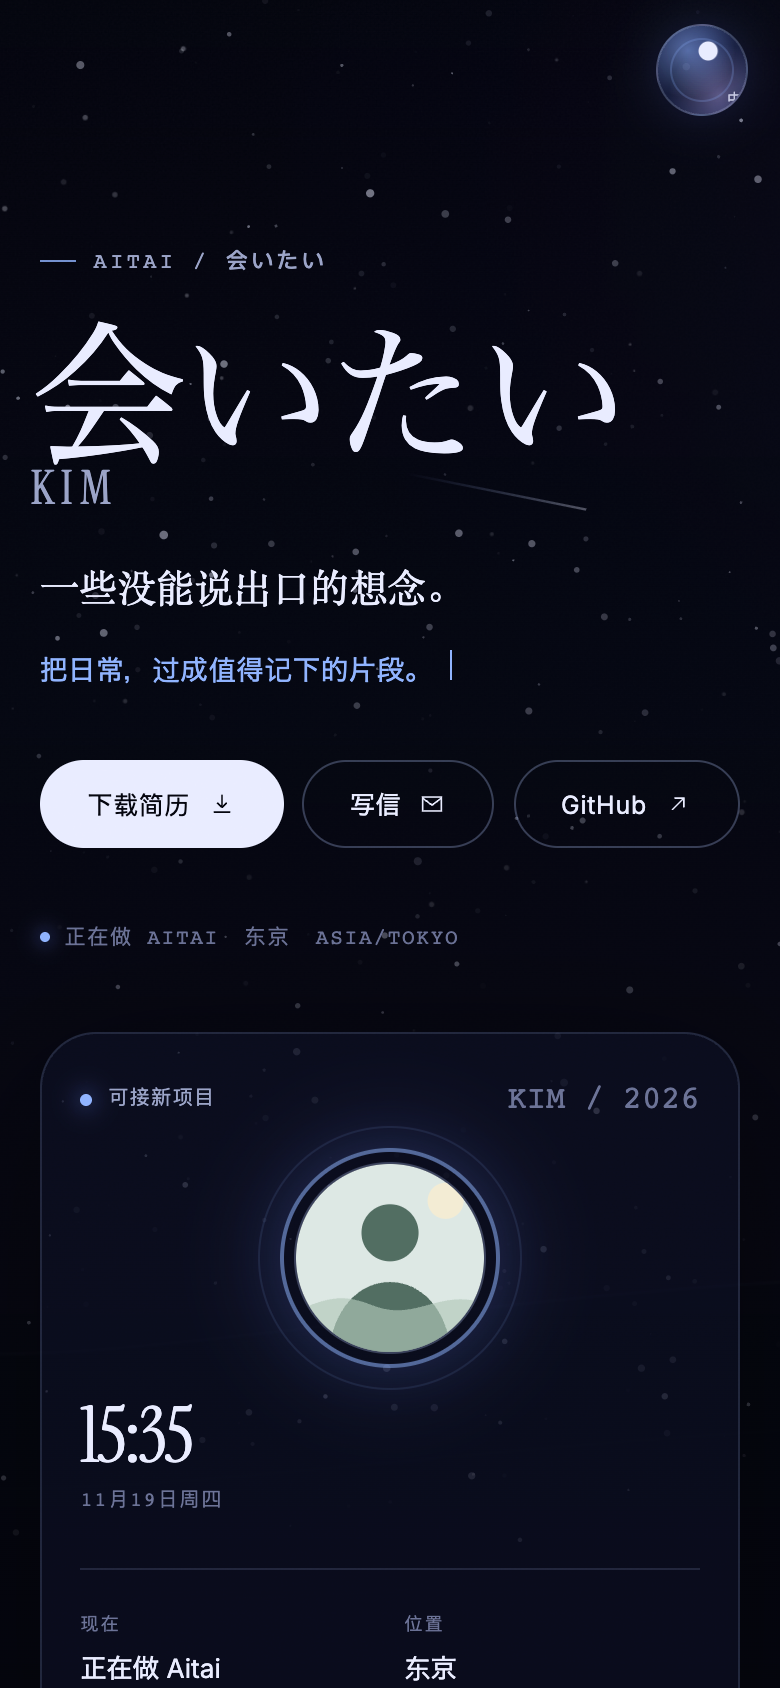 中
AITAI / 会いたい
会いたい
KIM
一些没能说出口的想念。
把日常，过成值得记下的片段。
下载简历 写信 GitHub
正在做 AITAI · 东京 ASIA/TOKYO
可接新项目 KIM / 2026
15:35
11月19日周四
现在 位置
正在做 Aitai 东京